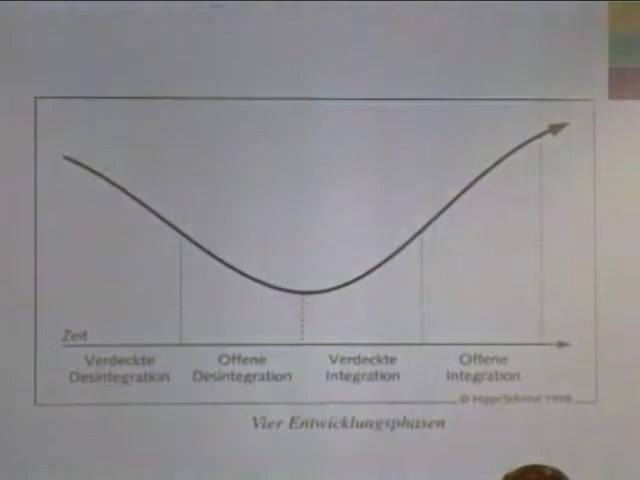 Zeit
Verdeckte Desintegration
Offene Desintegration
Verdeckte Integration
Offene Integration
©
Vier Entwicklungsphasen